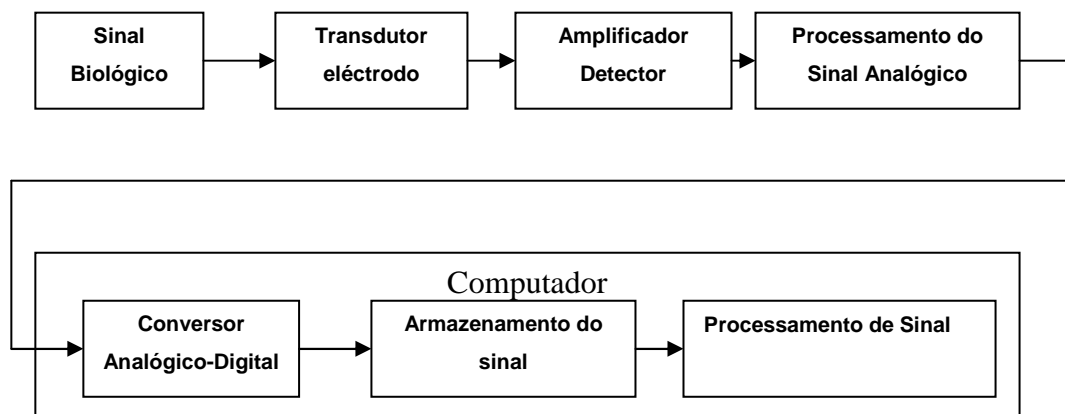 Sinal
Biológico
Transdutor
eléctrodo
Amplificador
Detector
Processamento do
Sinal Analógico
Computador
Conversor
Analógico-Digital
Armazenamento do
sinal
Processamento de Sinal